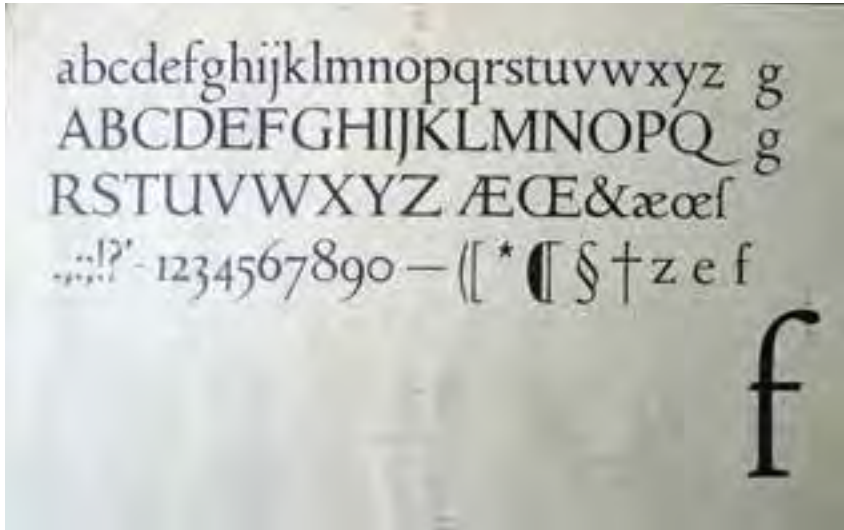 abcdefghijklmnopqrstuvwxyz g
ABCDEFGHIJKLMNOPQ g
RSTUVWXYZ ÆŒ&æœſ
.,:;!?'- 1234567890 — ([ * ¶ § † z e f
f